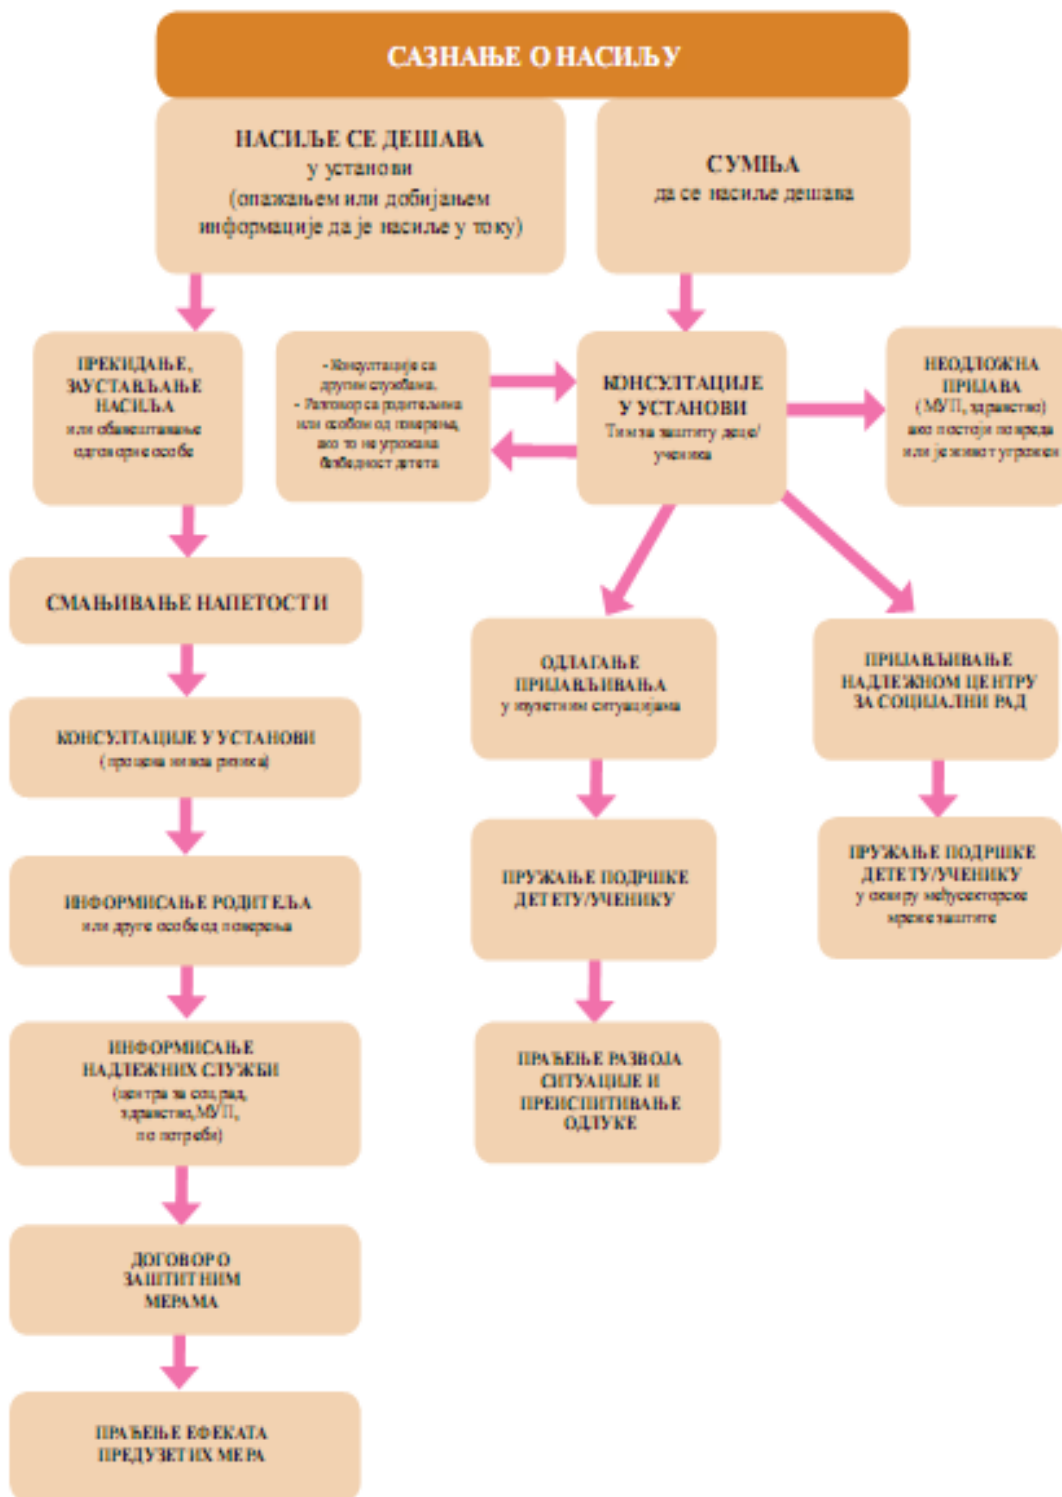 САЗНАЊЕ О НАСИЉУ
НАСИЉЕ СЕ ДЕШАВА
у установи
(опажањем или добијањем
информације да је насиље у току)
СУМЊА
да се насиље дешава
ПРЕКИДАЊЕ,
ЗАУСТАВЉАЊЕ
НАСИЉА
или обавештавање
одговорне особе
- Консултације са
другим службама.
- Разговор са родитељима
или особом од поверења,
ако то не угрожава
безбедност детета
КОНСУЛТАЦИЈЕ
У УСТАНОВИ
Тим за заштиту деце/
ученика
НЕОДЛОЖНА
ПРИЈАВА
(МУП, здравство)
ако постоји повреда
или је живот угрожен
СМАЊИВАЊЕ НАПЕТОСТИ
КОНСУЛТАЦИЈЕ У УСТАНОВИ
(процена нивоа ризика)
ИНФОРМИСАЊЕ РОДИТЕЉА
или друге особе од поверења
ИНФОРМИСАЊЕ
НАДЛЕЖНИХ СЛУЖБИ
(центра за соц.рад,
здравство,МУП,
по потреби)
ДОГОВОР О
ЗАШТИТНИМ
МЕРАМА
ПРАЋЕЊЕ ЕФЕКАТА
ПРЕДУЗЕТИХ МЕРА
ОДЛАГАЊЕ
ПРИЈАВЉИВАЊА
у изузетним ситуацијама
ПРУЖАЊЕ ПОДРШКЕ
ДЕТЕТУ/УЧЕНИКУ
ПРАЋЕЊЕ РАЗВОЈА
СИТУАЦИЈЕ И
ПРЕИСПИТИВАЊЕ
ОДЛУКЕ
ПРИЈАВЉИВАЊЕ
НАДЛЕЖНОМ ЦЕНТРУ
ЗА СОЦИЈАЛНИ РАД
ПРУЖАЊЕ ПОДРШКЕ
ДЕТЕТУ/УЧЕНИКУ
у оквиру међусекторске
мреже заштите